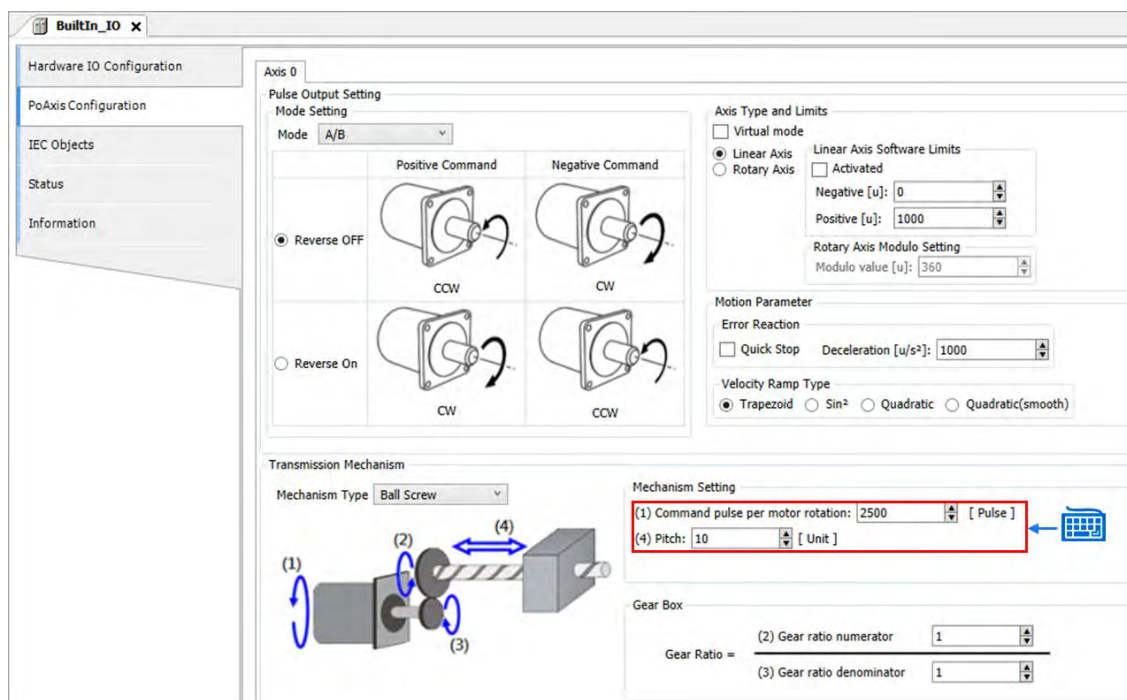 BuiltIn_IO
Hardware IO Configuration
PoAxis Configuration
IEC Objects
Status
Information
Axis 0
Pulse Output Setting
Mode Setting
Mode A/B
Positive Command Negative Command
Reverse OFF
CCW CW
Reverse On
CW CCW
Axis Type and Limits
Virtual mode
Linear Axis
Rotary Axis
Linear Axis Software Limits
Activated
Negative [u]: 0
Positive [u]: 1000
Rotary Axis Modulo Setting
Modulo value [u]: 360
Motion Parameter
Error Reaction
Quick Stop Deceleration [u/s²]: 1000
Velocity Ramp Type
Trapezoid Sin² Quadratic Quadratic(smooth)
Transmission Mechanism
Mechanism Type Ball Screw
(1)
(2)
(4)
(3)
Mechanism Setting
(1) Command pulse per motor rotation: 2500 [ Pulse ]
(4) Pitch: 10 [ Unit ]
Gear Box
Gear Ratio =
(2) Gear ratio numerator 1
(3) Gear ratio denominator 1